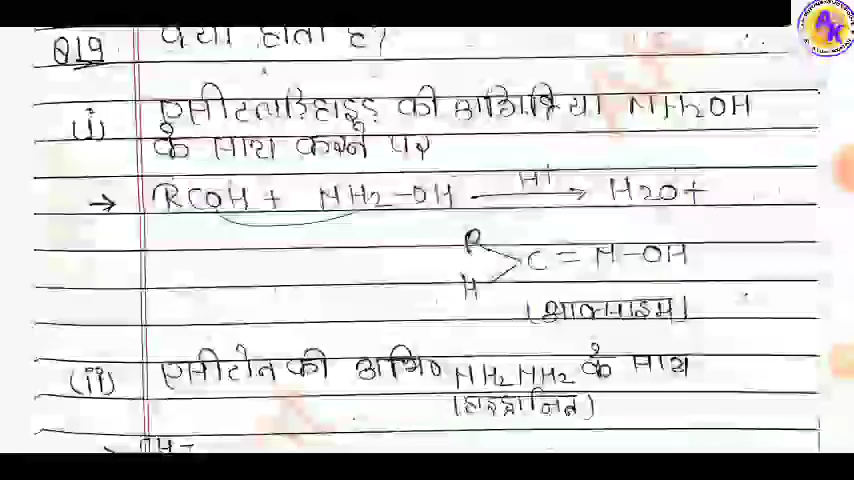 Q19 क्या होता है?
(i) एसीटल्डिहाइड की अभिक्रिया NH2OH
के साथ करने पर
→ RCOH + NH2-OH H+ → H2O+
R
C = N-OH
H
(आक्साइम)
(ii) एसीटोन की अभि० NH2NH2 के साथ
(हाइड्राजिन)
AK